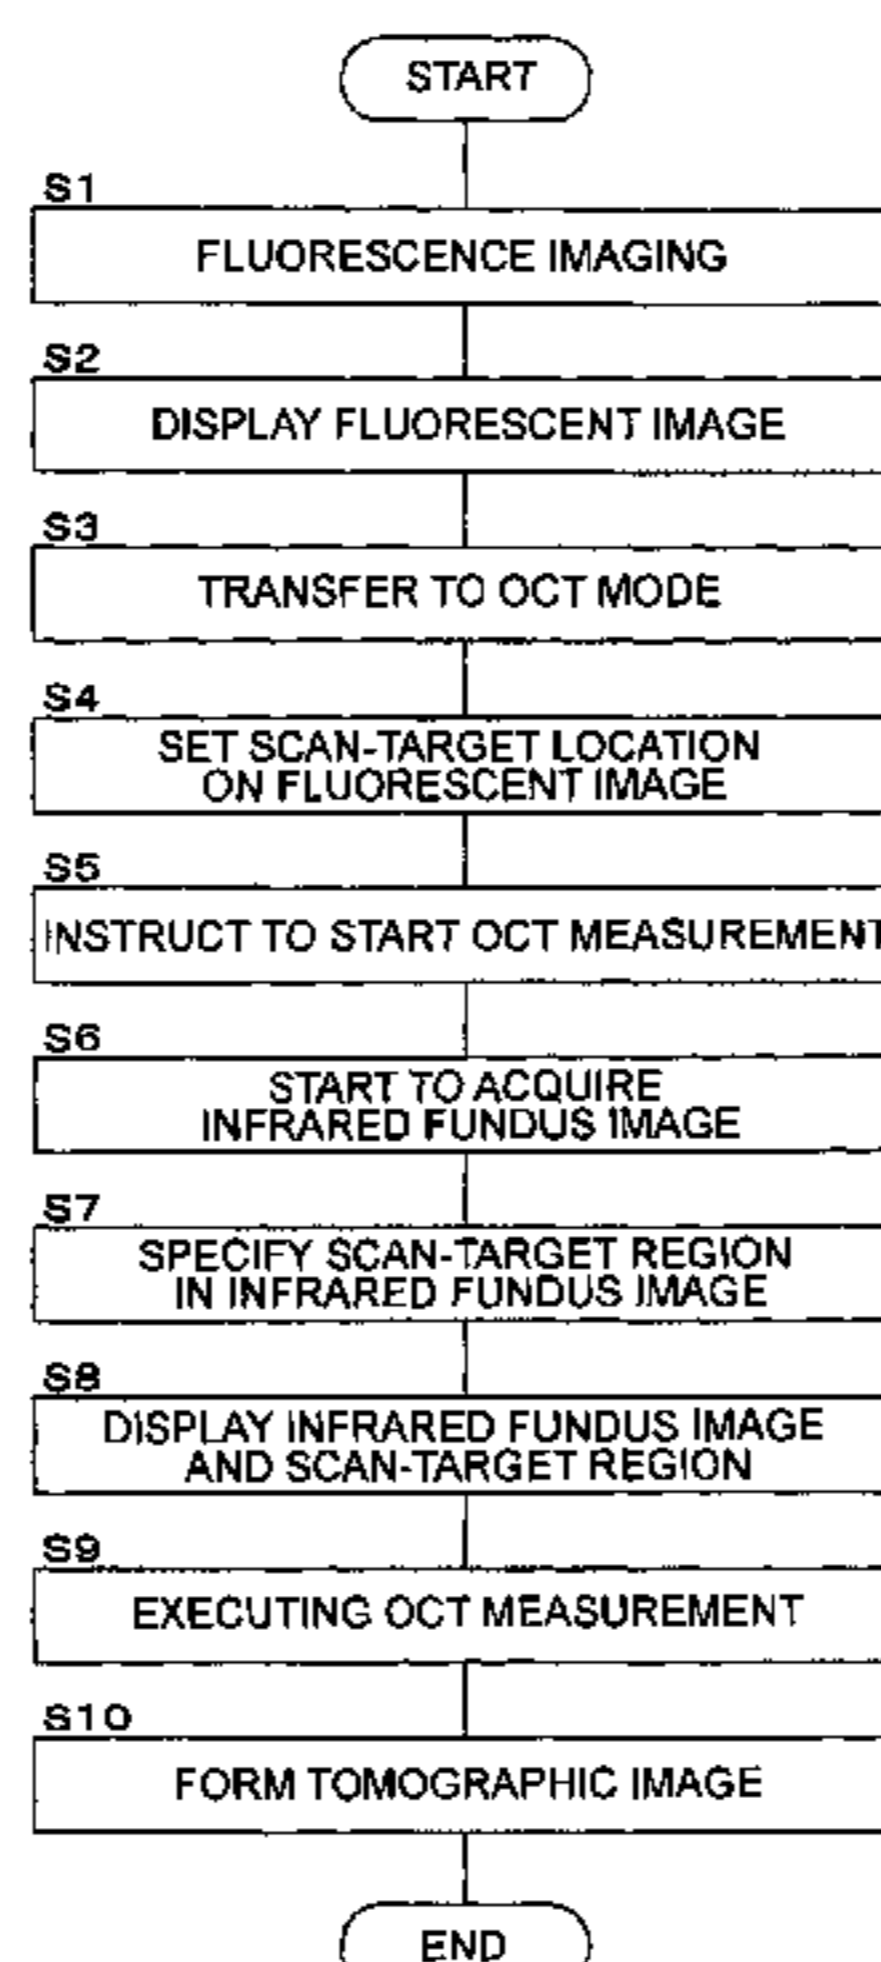 START
S1
FLUORESCENCE IMAGING
S2
DISPLAY FLUORESCENT IMAGE
S3
TRANSFER TO OCT MODE
S4
SET SCAN-TARGET LOCATION
ON FLUORESCENT IMAGE
S5
INSTRUCT TO START OCT MEASUREMENT
S6
START TO ACQUIRE
INFRARED FUNDUS IMAGE
S7
SPECIFY SCAN-TARGET REGION
IN INFRARED FUNDUS IMAGE
S8
DISPLAY INFRARED FUNDUS IMAGE
AND SCAN-TARGET REGION
S9
EXECUTING OCT MEASUREMENT
S10
FORM TOMOGRAPHIC IMAGE
END